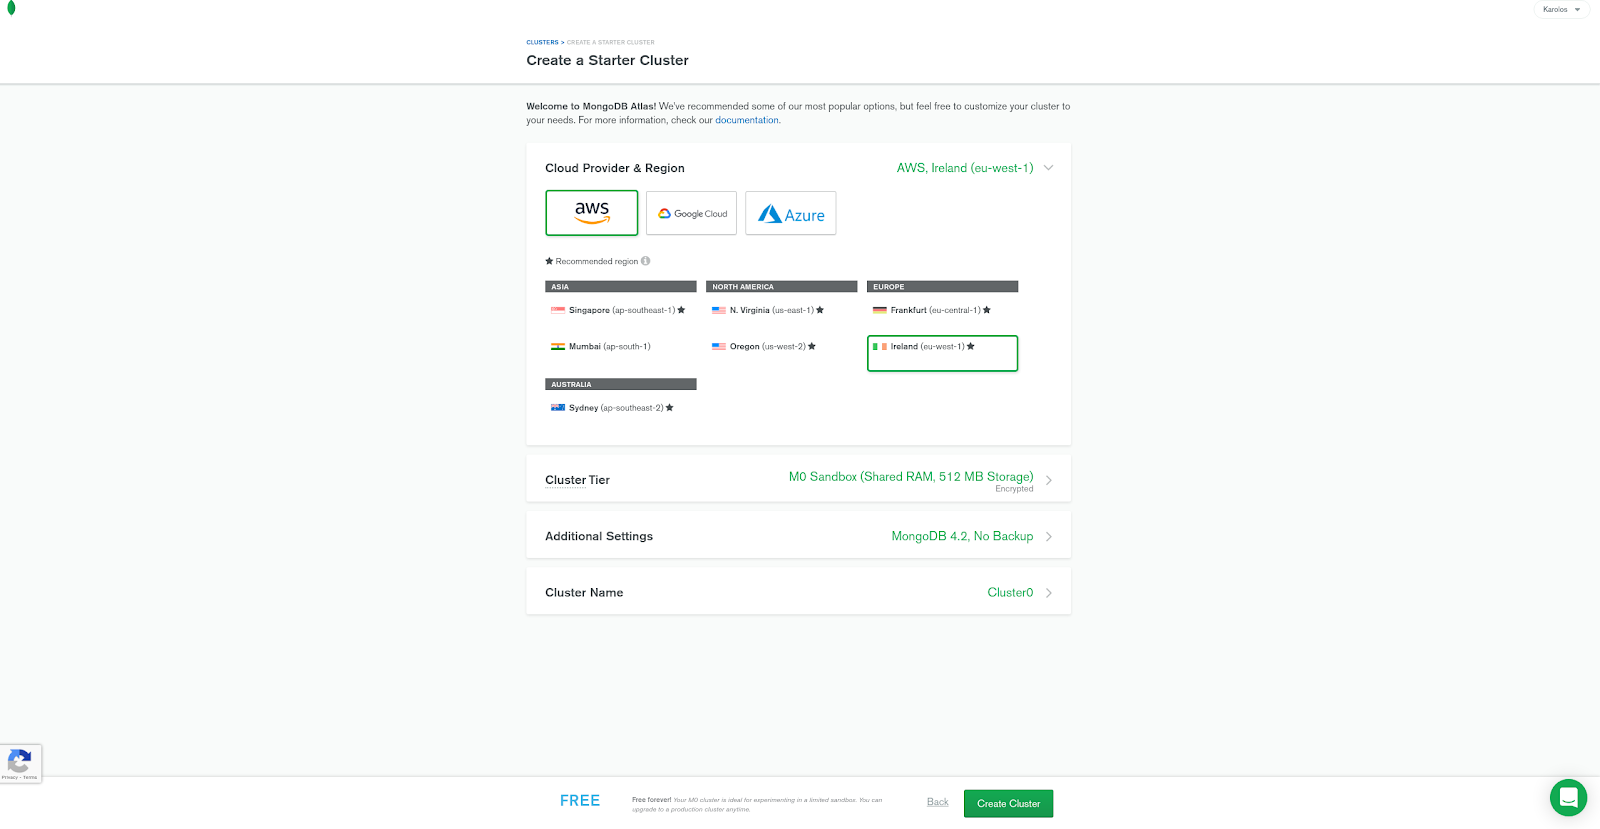 Karolos
CLUSTERS > CREATE A STARTER CLUSTER
Create a Starter Cluster
Welcome to MongoDB Atlas! We've recommended some of our most popular options, but feel free to customize your cluster to
your needs. For more information, check our documentation.
Cloud Provider & Region
AWS, Ireland (eu-west-1)
aws
Google Cloud
Azure
★ Recommended region
ASIA
NORTH AMERICA
EUROPE
Singapore (ap-southeast-1) ★
N. Virginia (us-east-1) ★
Frankfurt (eu-central-1) ★
Mumbai (ap-south-1)
Oregon (us-west-2) ★
Ireland (eu-west-1) ★
AUSTRALIA
Sydney (ap-southeast-2) ★
Cluster Tier
M0 Sandbox (Shared RAM, 512 MB Storage)
Encrypted
Additional Settings
MongoDB 4.2, No Backup
Cluster Name
Cluster0
Privacy - Terms
FREE
Free forever! Your M0 cluster is ideal for experimenting in a limited sandbox. You can
upgrade to a production cluster anytime.
Back
Create Cluster